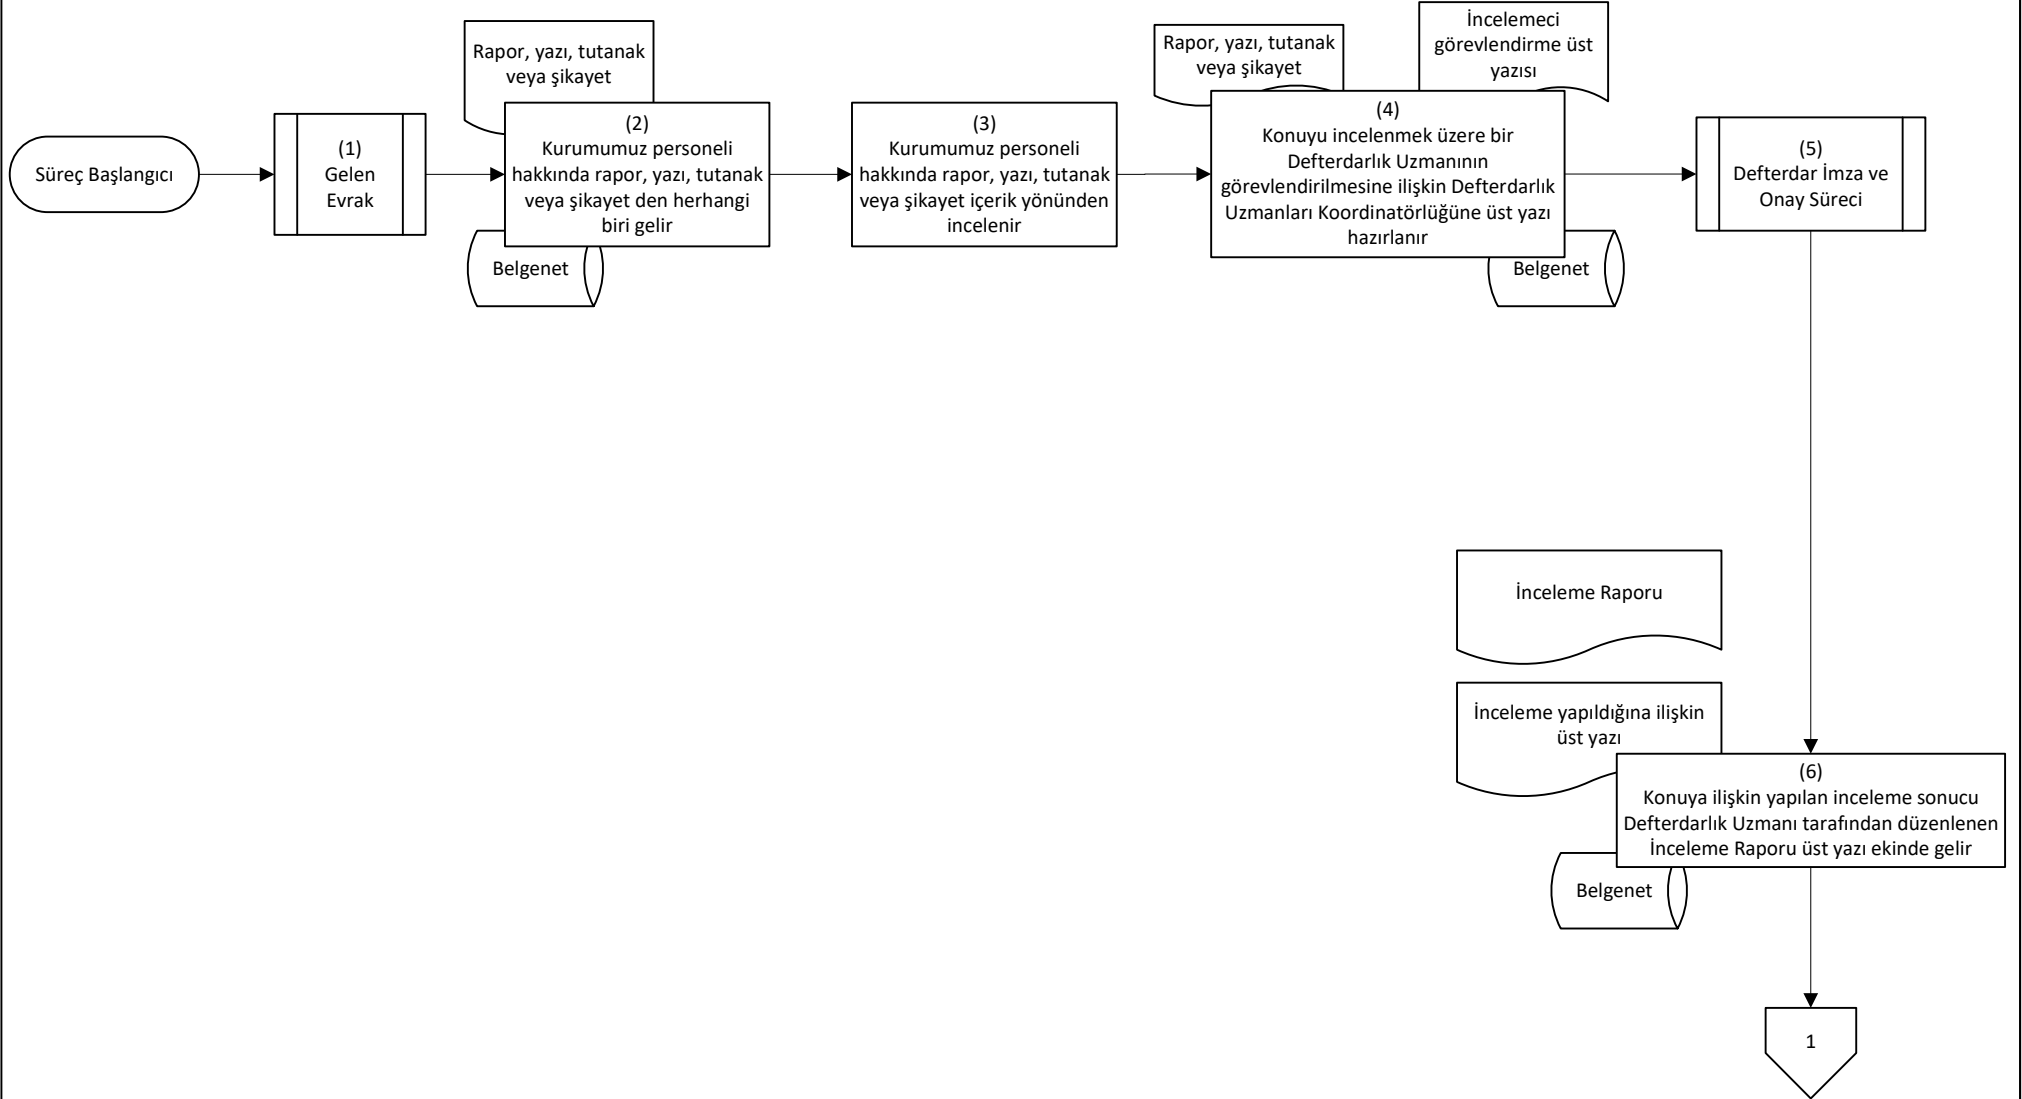 Süreç Başlangıcı
(1)
Gelen
Evrak
Rapor, yazı, tutanak
veya şikayet
(2)
Kurumumuz personeli
hakkında rapor, yazı, tutanak
veya şikayet den herhangi
biri gelir
Belgenet
(3)
Kurumumuz personeli
hakkında rapor, yazı, tutanak
veya şikayet içerik yönünden
incelenir
Rapor, yazı, tutanak
veya şikayet
İncelemeci
görevlendirme üst
yazısı
(4)
Konuyu incelenmek üzere bir
Defterdarlık Uzmanının
görevlendirilmesine ilişkin Defterdarlık
Uzmanları Koordinatörlüğüne üst yazı
hazırlanır
Belgenet
(5)
Defterdar İmza ve
Onay Süreci
İnceleme Raporu
İnceleme yapıldığına ilişkin
üst yazı
(6)
Konuya ilişkin yapılan inceleme sonucu
Defterdarlık Uzmanı tarafından düzenlenen
İnceleme Raporu üst yazı ekinde gelir
Belgenet
1